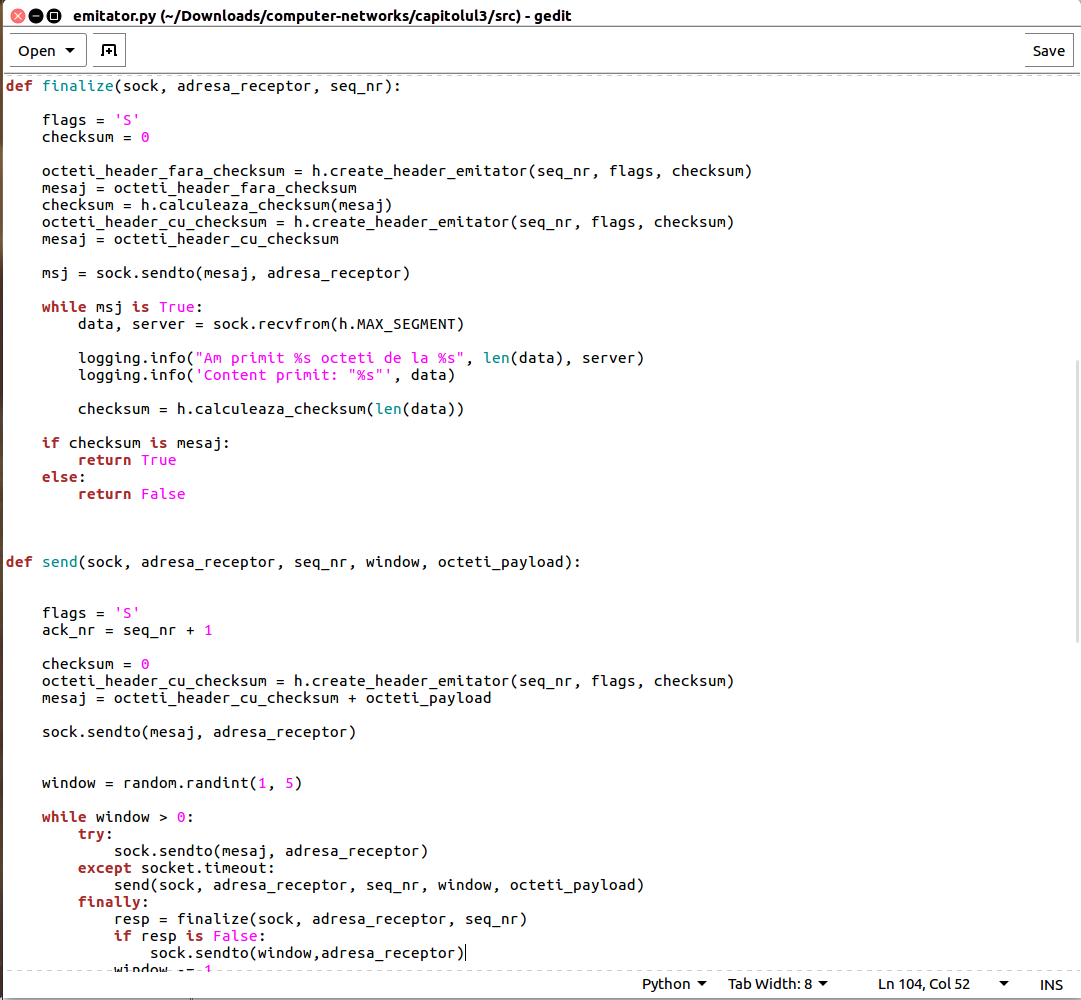 emitator.py (~/Downloads/computer-networks/capitolul3/src) - gedit
Open
Save
def finalize(sock, adresa_receptor, seq_nr):
    flags = 'S'
    checksum = 0
    octeti_header_fara_checksum = h.create_header_emitator(seq_nr, flags, checksum)
    mesaj = octeti_header_fara_checksum
    checksum = h.calculeaza_checksum(mesaj)
    octeti_header_cu_checksum = h.create_header_emitator(seq_nr, flags, checksum)
    mesaj = octeti_header_cu_checksum
    msj = sock.sendto(mesaj, adresa_receptor)
    while msj is True:
        data, server = sock.recvfrom(h.MAX_SEGMENT)
        logging.info("Am primit %s octeti de la %s", len(data), server)
        logging.info('Content primit: "%s"', data)
        checksum = h.calculeaza_checksum(len(data))
    if checksum is mesaj:
        return True
    else:
        return False
def send(sock, adresa_receptor, seq_nr, window, octeti_payload):
    flags = 'S'
    ack_nr = seq_nr + 1
    checksum = 0
    octeti_header_cu_checksum = h.create_header_emitator(seq_nr, flags, checksum)
    mesaj = octeti_header_cu_checksum + octeti_payload
    sock.sendto(mesaj, adresa_receptor)
    window = random.randint(1, 5)
    while window > 0:
        try:
            sock.sendto(mesaj, adresa_receptor)
        except socket.timeout:
            send(sock, adresa_receptor, seq_nr, window, octeti_payload)
        finally:
            resp = finalize(sock, adresa_receptor, seq_nr)
            if resp is False:
                sock.sendto(window,adresa_receptor)
            window -= 1
Python
Tab Width: 8
Ln 104, Col 52
INS